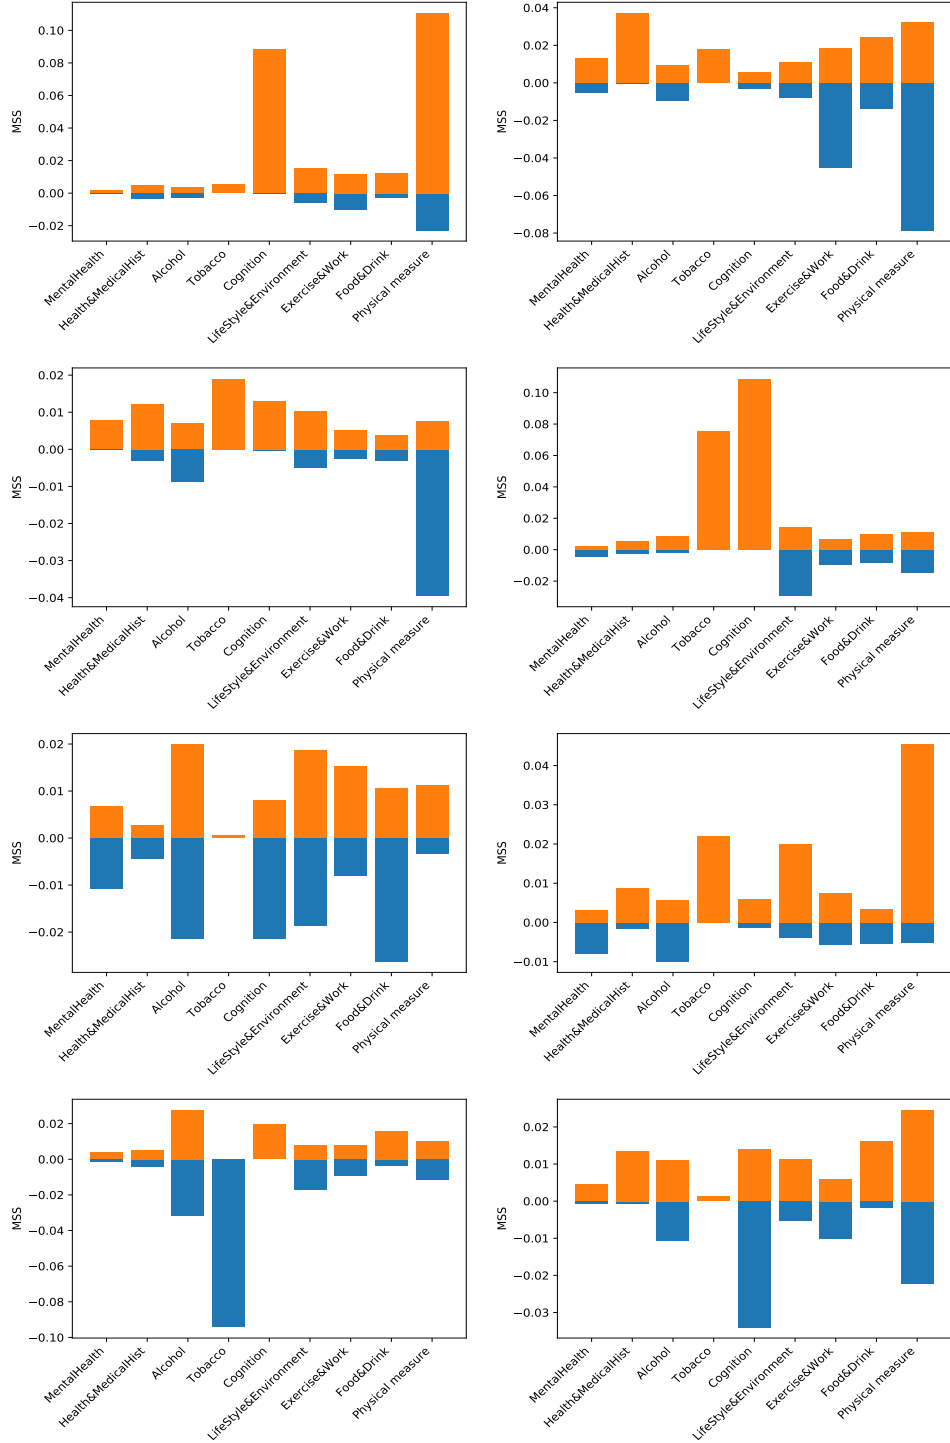 0.10
0.08
0.06
0.04
0.02
0.00
−0.02
MSS
MentalHealth
Health&MedicalHist
Alcohol
Tobacco
Cognition
LifeStyle&Environment
Exercise&Work
Food&Drink
Physical measure
0.04
0.02
0.00
−0.02
−0.04
−0.06
−0.08
MSS
MentalHealth
Health&MedicalHist
Alcohol
Tobacco
Cognition
LifeStyle&Environment
Exercise&Work
Food&Drink
Physical measure
0.02
0.01
0.00
−0.01
−0.02
−0.03
−0.04
MSS
MentalHealth
Health&MedicalHist
Alcohol
Tobacco
Cognition
LifeStyle&Environment
Exercise&Work
Food&Drink
Physical measure
0.10
0.08
0.06
0.04
0.02
0.00
−0.02
MSS
MentalHealth
Health&MedicalHist
Alcohol
Tobacco
Cognition
LifeStyle&Environment
Exercise&Work
Food&Drink
Physical measure
0.02
0.01
0.00
−0.01
−0.02
MSS
MentalHealth
Health&MedicalHist
Alcohol
Tobacco
Cognition
LifeStyle&Environment
Exercise&Work
Food&Drink
Physical measure
0.04
0.03
0.02
0.01
0.00
−0.01
MSS
MentalHealth
Health&MedicalHist
Alcohol
Tobacco
Cognition
LifeStyle&Environment
Exercise&Work
Food&Drink
Physical measure
0.02
0.00
−0.02
−0.04
−0.06
−0.08
−0.10
MSS
MentalHealth
Health&MedicalHist
Alcohol
Tobacco
Cognition
LifeStyle&Environment
Exercise&Work
Food&Drink
Physical measure
0.02
0.01
0.00
−0.01
−0.02
−0.03
MSS
MentalHealth
Health&MedicalHist
Alcohol
Tobacco
Cognition
LifeStyle&Environment
Exercise&Work
Food&Drink
Physical measure